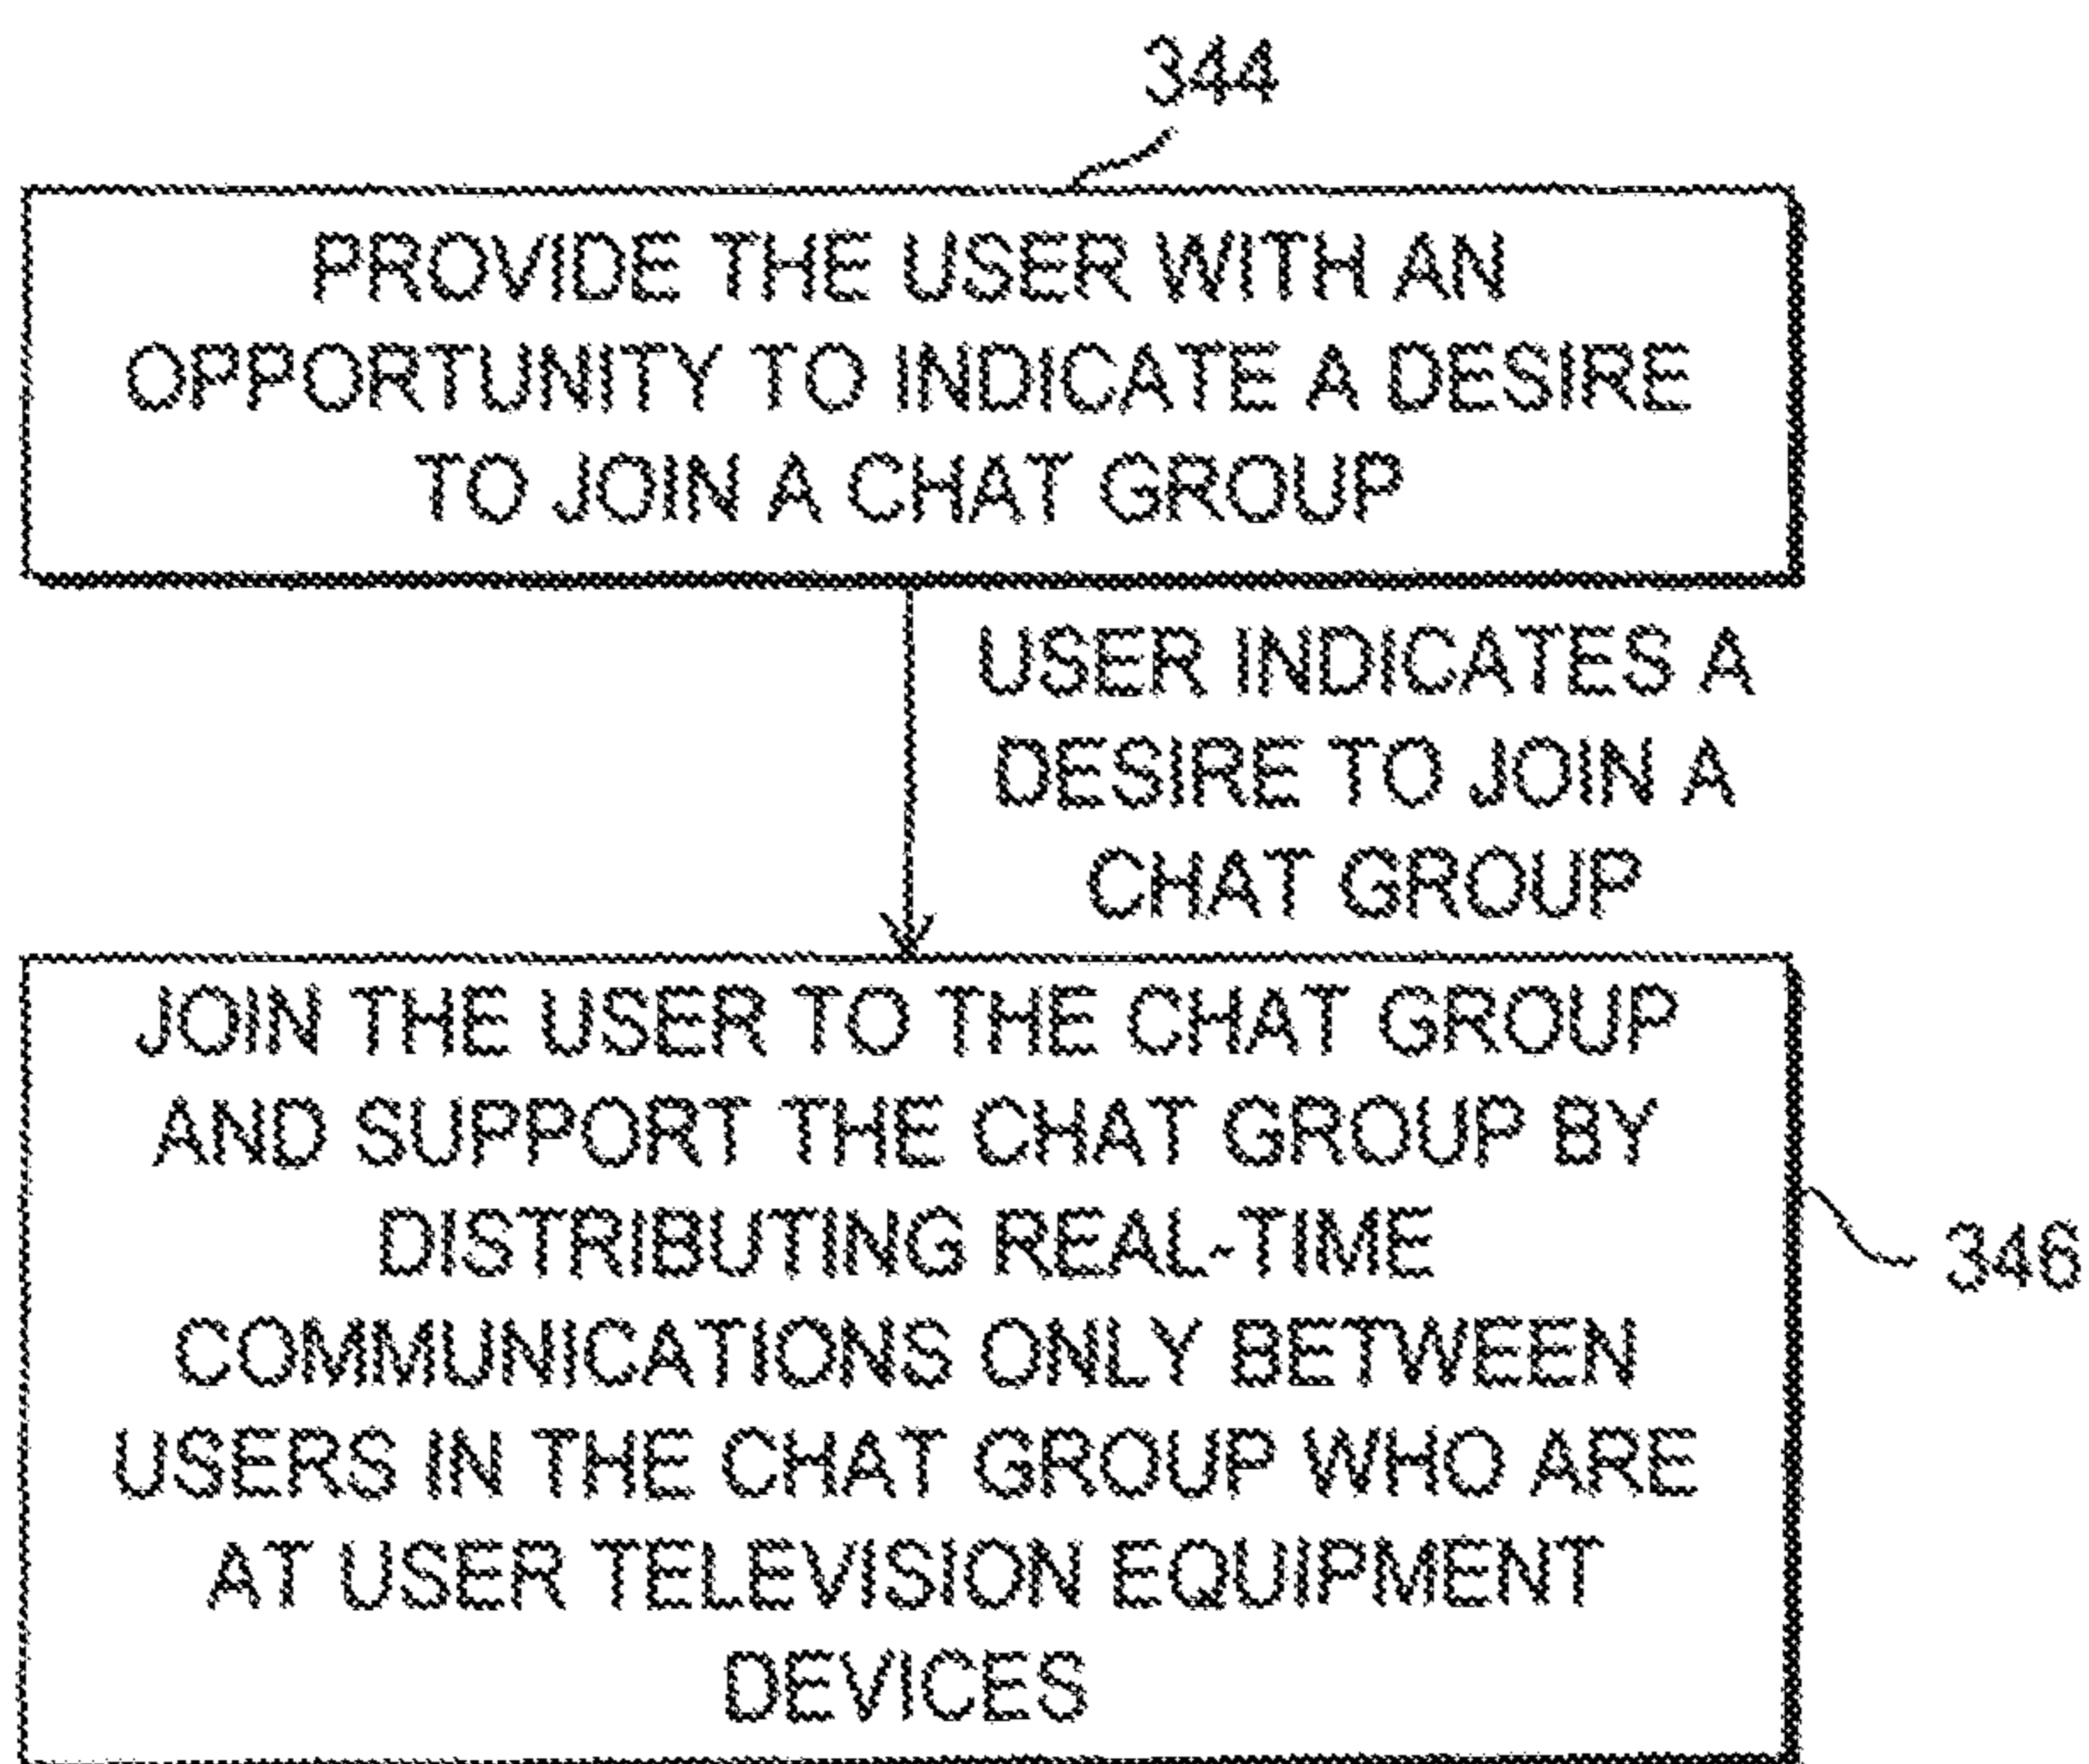 344
PROVIDE THE USER WITH AN
OPPORTUNITY TO INDICATE A DESIRE
TO JOIN A CHAT GROUP
USER INDICATES A
DESIRE TO JOIN A
CHAT GROUP
JOIN THE USER TO THE CHAT GROUP
AND SUPPORT THE CHAT GROUP BY
DISTRIBUTING REAL-TIME
COMMUNICATIONS ONLY BETWEEN
USERS IN THE CHAT GROUP WHO ARE
AT USER TELEVISION EQUIPMENT
DEVICES
346